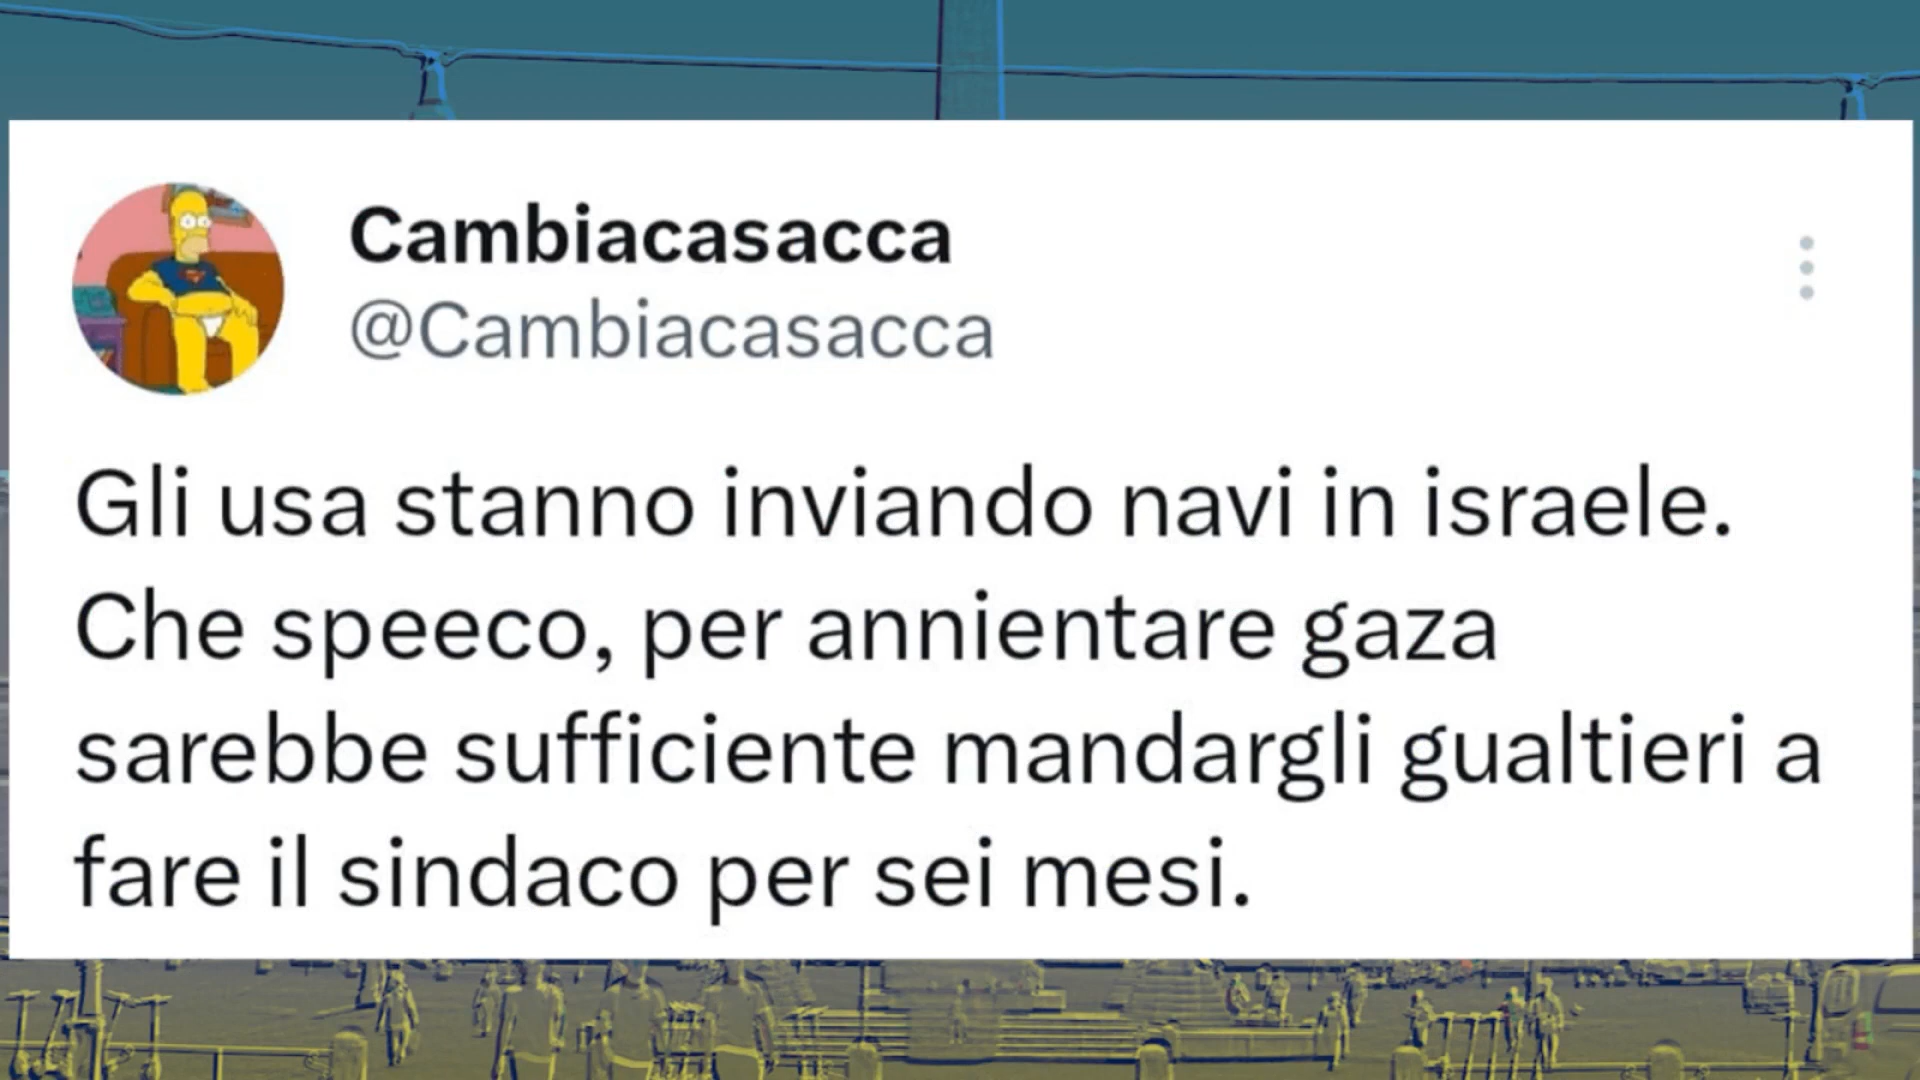 Cambiacasacca
@Cambiacasacca
Gli usa stanno inviando navi in israele.
Che speeco, per annientare gaza
sarebbe sufficiente mandargli gualtieri a
fare il sindaco per sei mesi.